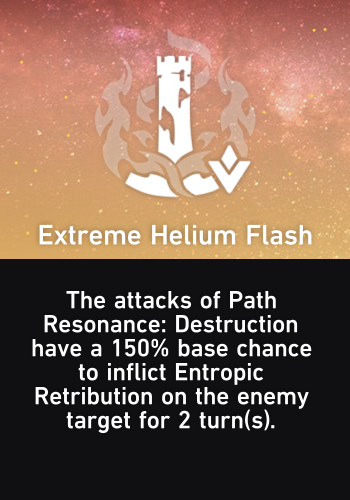 Extreme Helium Flash
The attacks of Path
Resonance: Destruction
have a 150% base chance
to inflict Entropic
Retribution on the enemy
target for 2 turn(s).